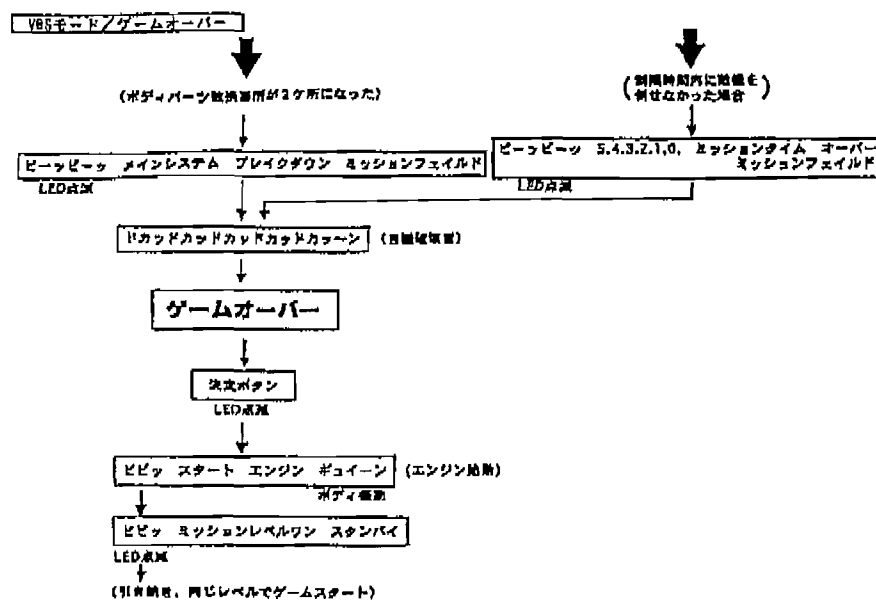 VBSモード/ゲームオーバー
(ボディパーツ破損箇所が2ケ所になった)
(制限時間内に敵機を
倒せなかった場合)
ピーッピーッ メインシステム ブレイクダウン ミッションフェイルド
LED点滅
ピーッピーッ 5,4,3,2,1,0, ミッションタイム オーバー
ミッションフェイルド
LED点滅
ドカッドカッドカッドカッドカァーン (自機破壊音)
ゲームオーバー
決定ボタン
LED点滅
ピピッ スタート エンジン ギュイーン (エンジン始動)
ボディ振動
ピピッ ミッションレベルワン スタンバイ
LED点滅
(引き続き、同じレベルでゲームスタート)